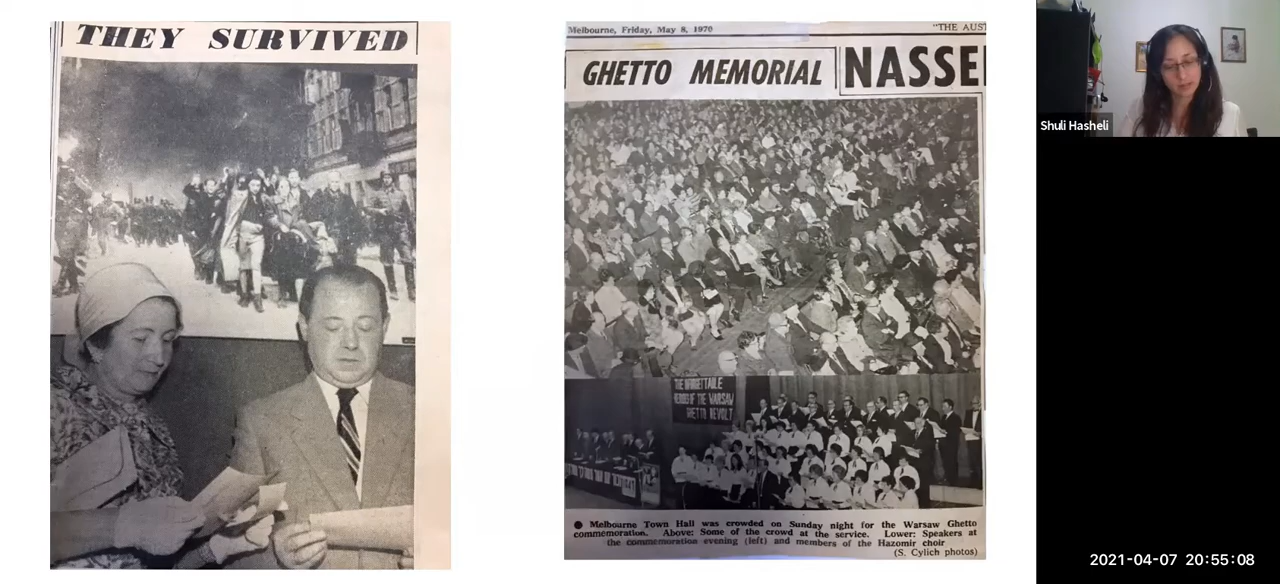 THEY SURVIVED
Melbourne, Friday, May 8, 1970
"THE AUST
GHETTO MEMORIAL
NASSE
THE UNFORGETTABLE
HEROES OF THE WARSAW
GHETTO REVOLT
● Melbourne Town Hall was crowded on Sunday night for the Warsaw Ghetto
commemoration. Above: Some of the crowd at the service. Lower: Speakers at
the commemoration evening (left) and members of the Hazomir choir
(S. Cylich photos)
Shuli Hasheli
2021-04-07 20:55:08